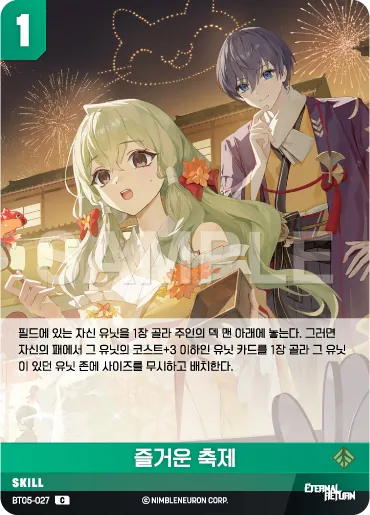 1
SAMPLE
필드에 있는 자신 유닛을 1장 골라 주인의 덱 맨 아래에 놓는다. 그러면
자신의 패에서 그 유닛의 코스트+3 이하인 유닛 카드를 1장 골라 그 유닛
이 있던 유닛 존에 사이즈를 무시하고 배치한다.
즐거운 축제
SKILL
BT05-027 C
© NIMBLENEURON CORP.
ETERNAL
RETURN